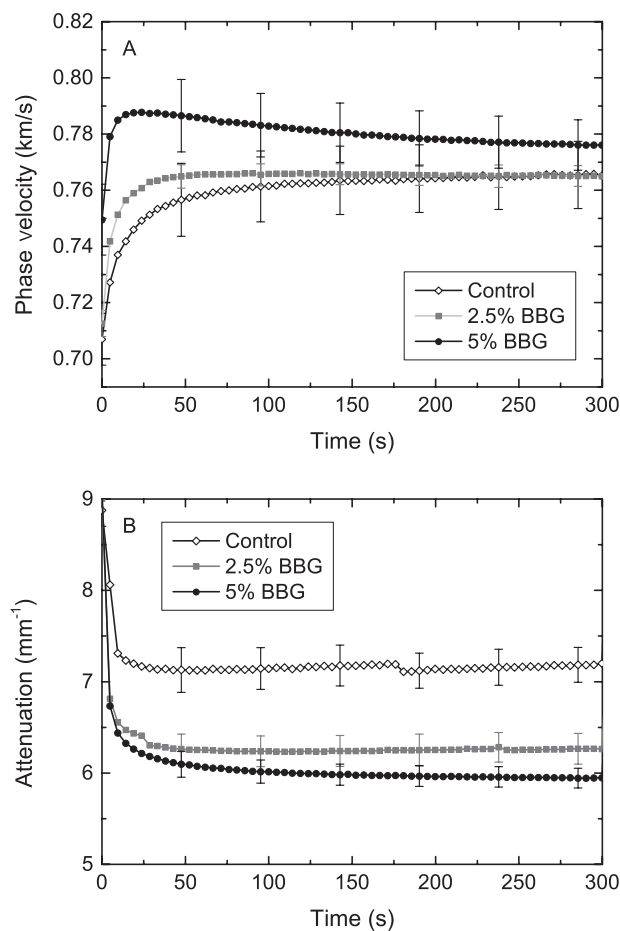 0.82
A
0.80
0.78
0.76
0.74
0.72
0.70
Phase velocity (km/s)
Control
2.5% BBG
5% BBG
0 50 100 150 200 250 300
Time (s)
9
B
8
7
6
5
Attenuation (mm-1)
Control
2.5% BBG
5% BBG
0 50 100 150 200 250 300
Time (s)